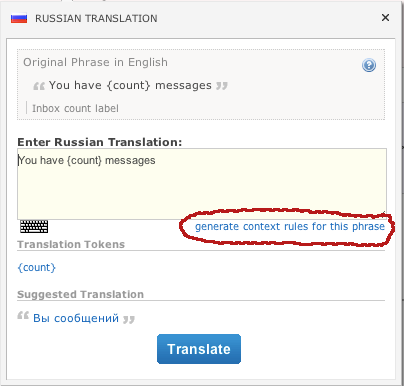 RUSSIAN TRANSLATION
Original Phrase in English
“ You have {count} messages ”
Inbox count label
Enter Russian Translation:
You have {count} messages
generate context rules for this phrase
Translation Tokens
{count}
Suggested Translation
“ Вы сообщений ”
Translate